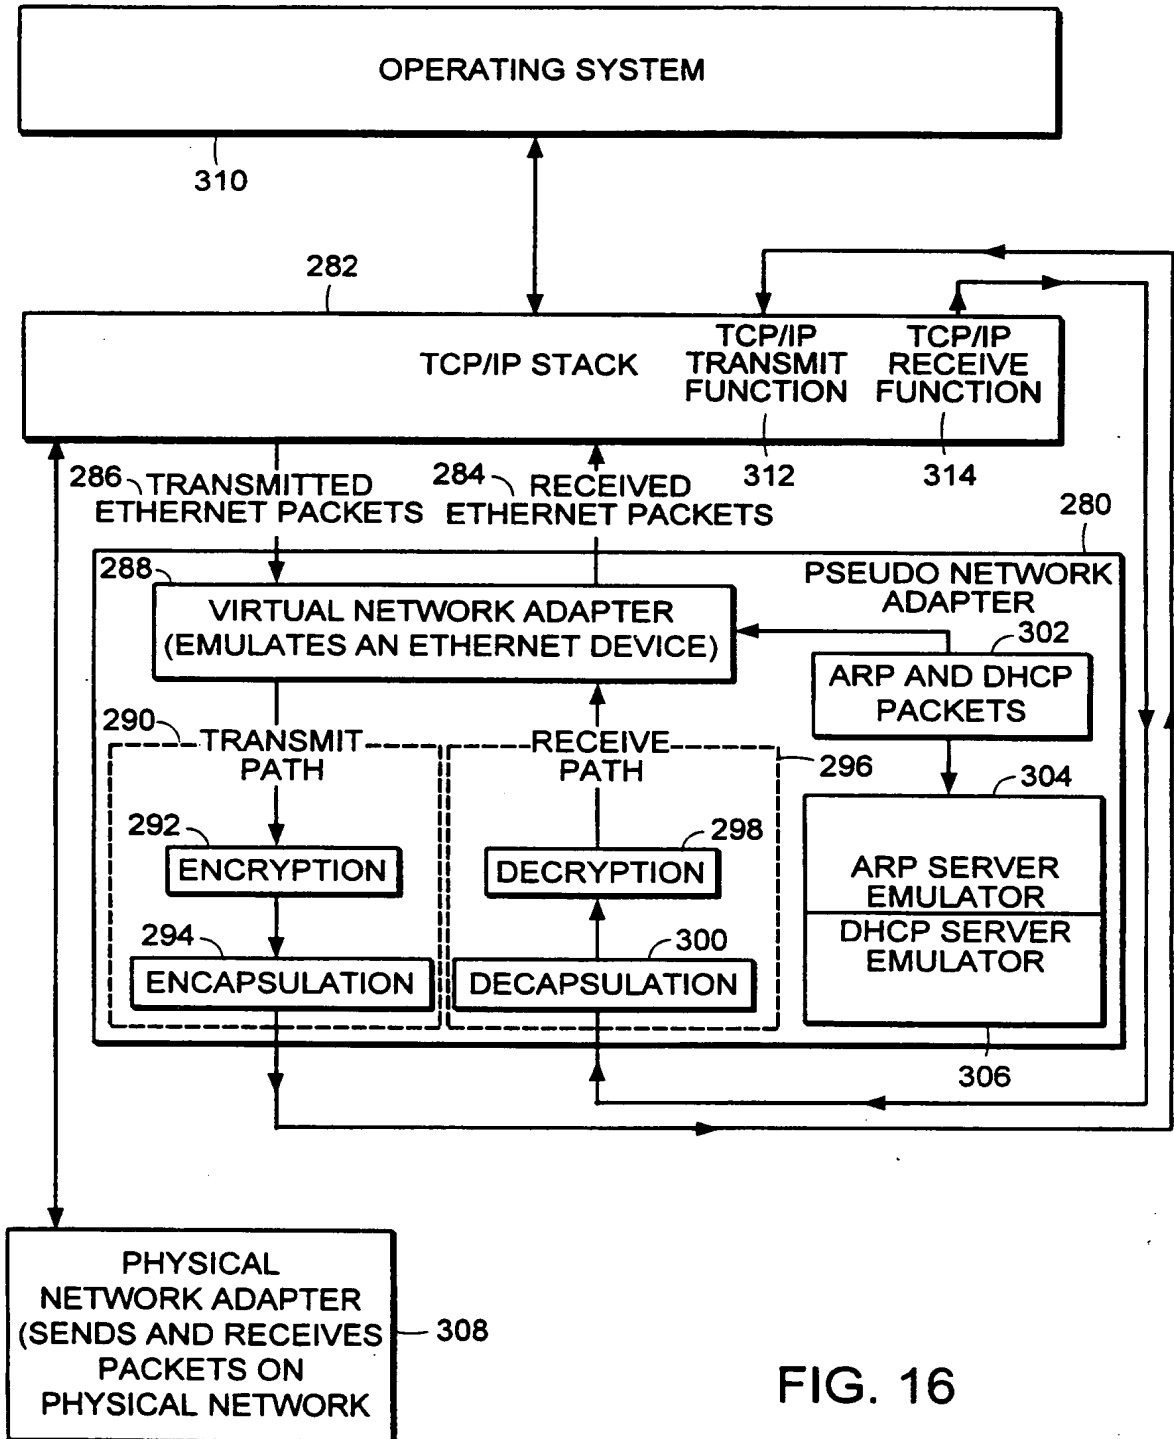 OPERATING SYSTEM
310
282
TCP/IP STACK
TCP/IP
TRANSMIT
FUNCTION
TCP/IP
RECEIVE
FUNCTION
312
314
286
TRANSMITTED
ETHERNET PACKETS
284
RECEIVED
ETHERNET PACKETS
280
288
PSEUDO NETWORK
ADAPTER
VIRTUAL NETWORK ADAPTER
(EMULATES AN ETHERNET DEVICE)
302
ARP AND DHCP
PACKETS
290
TRANSMIT
PATH
RECEIVE
PATH
296
304
292
ENCRYPTION
298
DECRYPTION
ARP SERVER
EMULATOR
DHCP SERVER
EMULATOR
294
ENCAPSULATION
300
DECAPSULATION
306
PHYSICAL
NETWORK ADAPTER
(SENDS AND RECEIVES
PACKETS ON
PHYSICAL NETWORK
308
FIG. 16